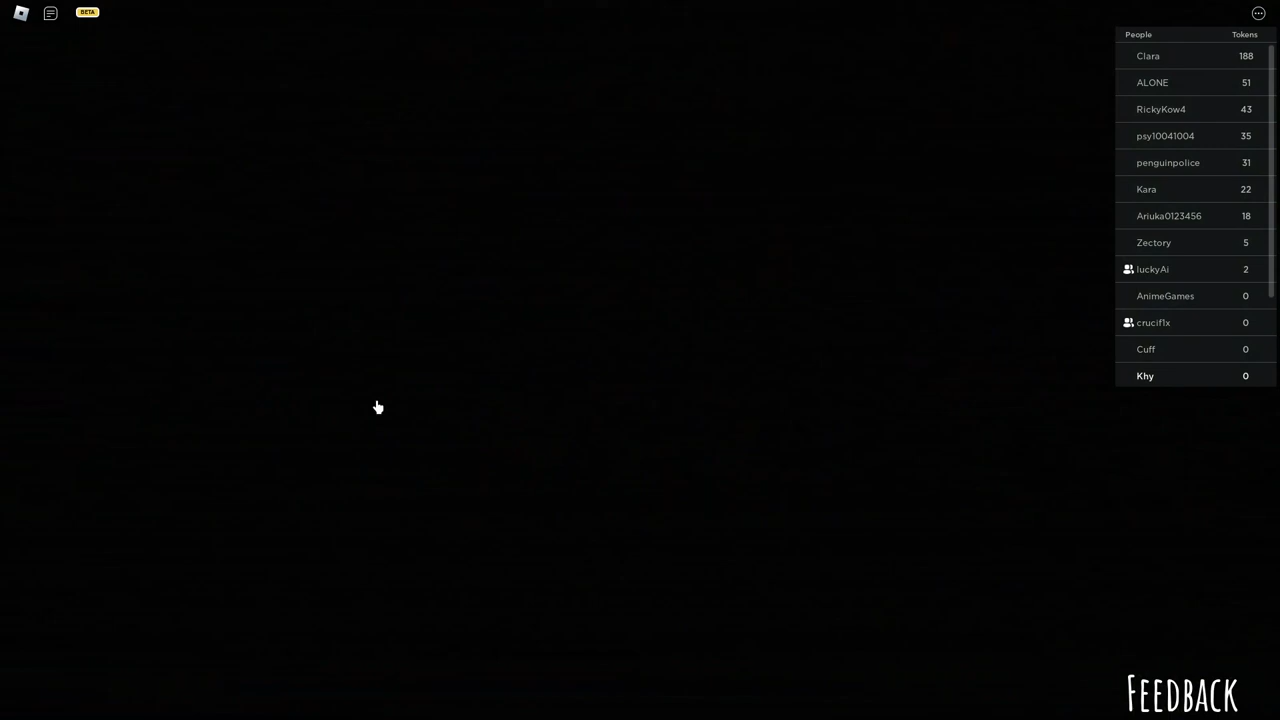 BETA
People Tokens
Clara 188
ALONE 51
RickyKow4 43
psy10041004 35
penguinpolice 31
Kara 22
Ariuka0123456 18
Zectory 5
luckyAi 2
AnimeGames 0
crucif1x 0
Cuff 0
Khy 0
FEEDBACK